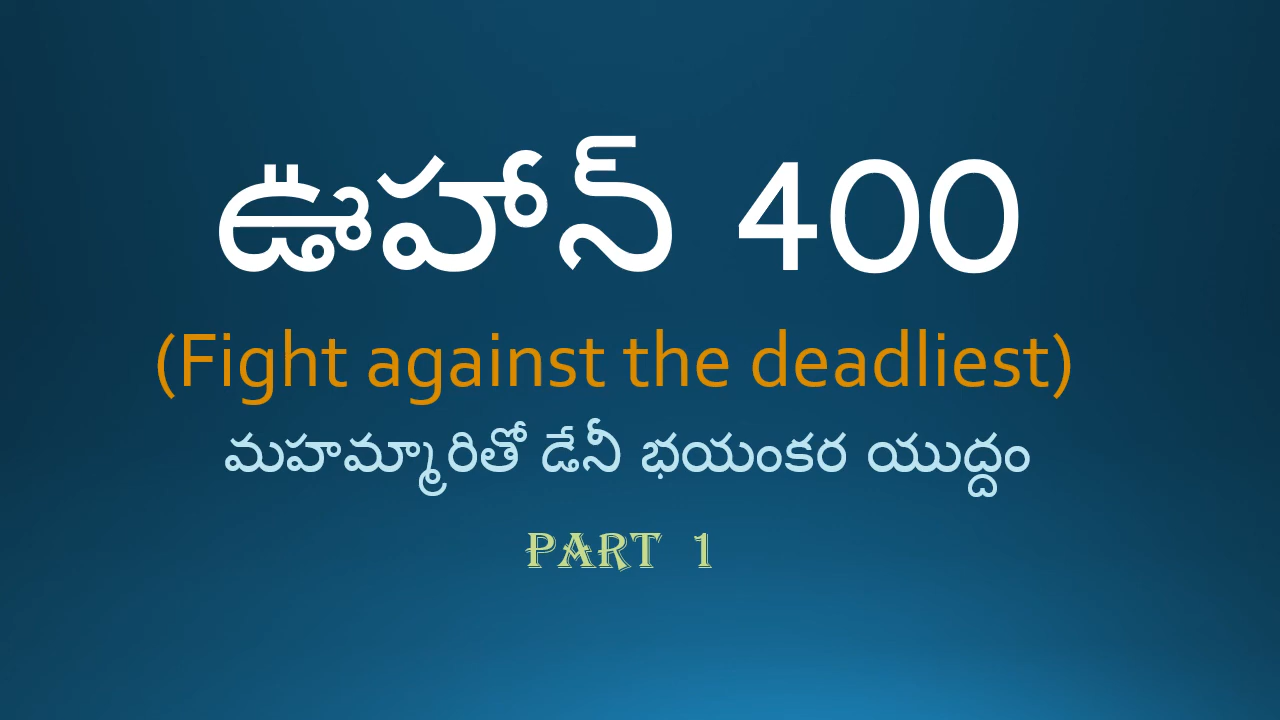 ఊహాన్ 400
(Fight against the deadliest)
మహమ్మారితో డేనీ భయంకర యుద్దం
PART 1